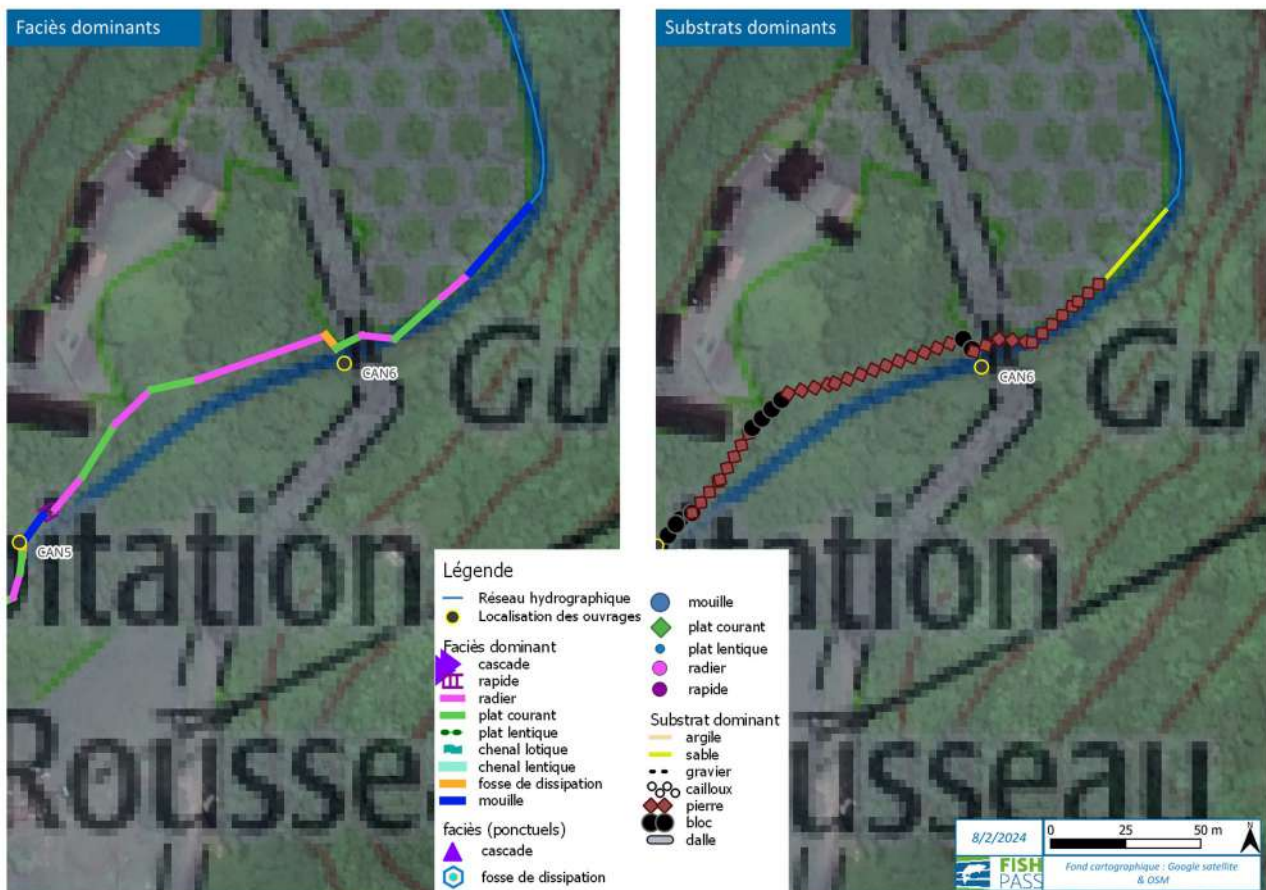 Faciès dominants
Substrats dominants
Gu
CAN6
CAN5
itation
Rousseau
Gu
CAN6
tation
usseau
Légende
Réseau hydrographique
Localisation des ouvrages
Faciès dominant
cascade
rapide
radier
plat courant
plat lentique
chenal lotique
chenal lentique
fosse de dissipation
mouille
faciès (ponctuels)
cascade
fosse de dissipation
mouille
plat courant
plat lentique
radier
rapide
Substrat dominant
argile
sable
gravier
cailloux
pierre
bloc
dalle
8/2/2024
0 25 50 m
N
FISH
PASS
Fond cartographique : Google satellite
& OSM